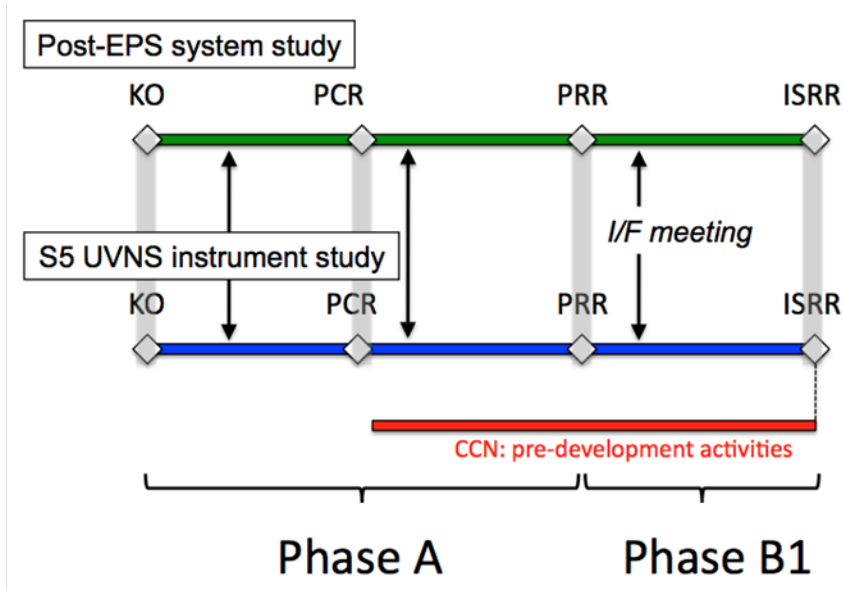 Post-EPS system study
KO PCR PRR ISRR
I/F meeting
S5 UVNS instrument study
KO PCR PRR ISRR
CCN: pre-development activities
Phase A Phase B1